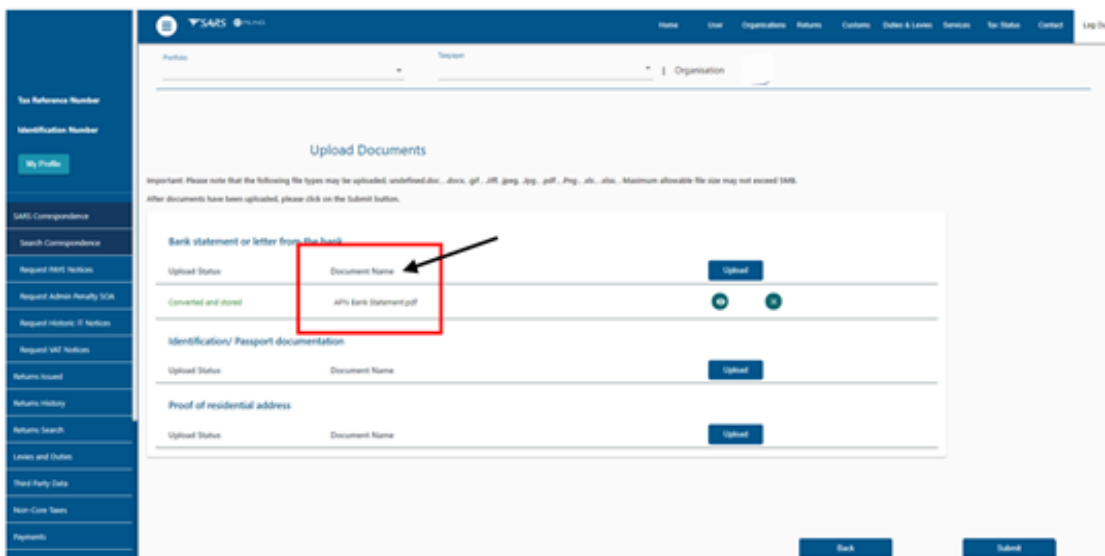 SARS eFILING
Home User Organisations Returns Customs Duties & Levies Services Tax Status Contact Log Ou
Portfolio
Taxpayer
| Organisation
Tax Reference Number
Identification Number
My Profile
SARS Correspondence
Search Correspondence
Request PAYE Notices
Request Admin Penalty SOA
Request Historic IT Notices
Request VAT Notices
Returns Issued
Returns History
Returns Search
Levies and Duties
Third Party Data
Non-Core Taxes
Payments
Upload Documents
Important: Please note that the following file types may be uploaded, undefined.doc, .docx, .gif, .Jiff, .jpeg, .Jpg, .pdf, .Png, .xls, .xlsx, . Maximum allowable file size may not exceed 5MB.
After documents have been uploaded, please click on the Submit button.
Bank statement or letter from the bank
Upload Status Document Name Upload
Converted and stored APN Bank Statement.pdf
Identification/ Passport documentation
Upload Status Document Name Upload
Proof of residential address
Upload Status Document Name Upload
Back Submit